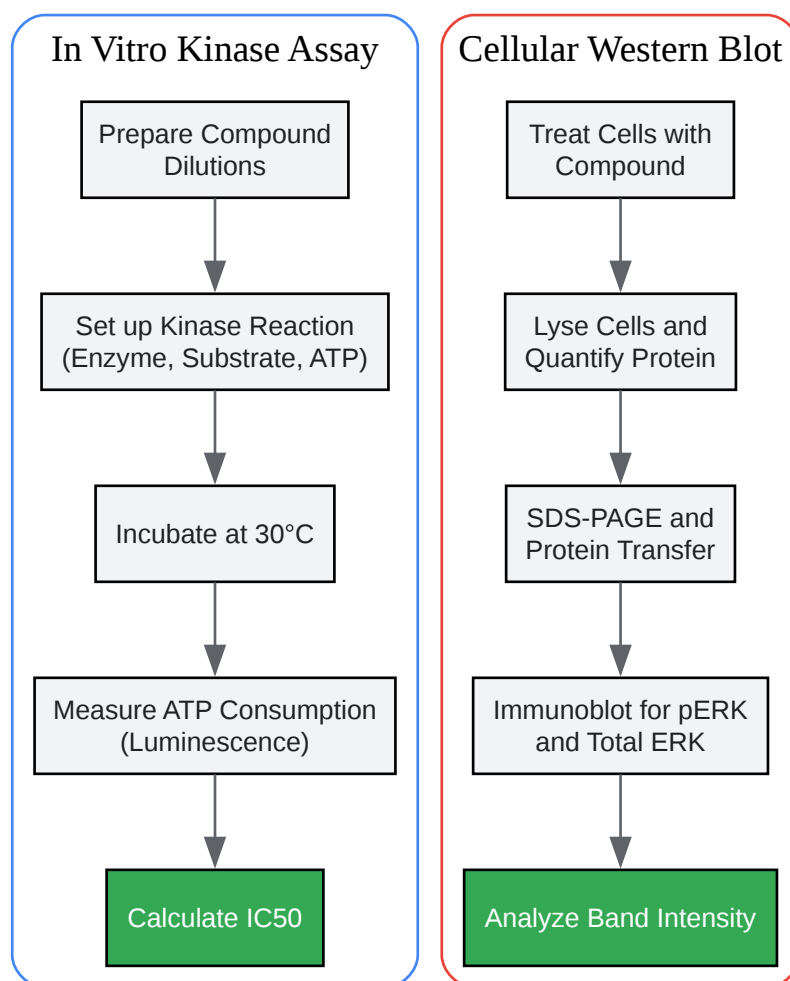 In Vitro Kinase Assay
Prepare Compound
Dilutions
Set up Kinase Reaction
(Enzyme, Substrate, ATP)
Incubate at 30°C
Measure ATP Consumption
(Luminescence)
Calculate IC50
Cellular Western Blot
Treat Cells with
Compound
Lyse Cells and
Quantify Protein
SDS-PAGE and
Protein Transfer
Immunoblot for pERK
and Total ERK
Analyze Band Intensity